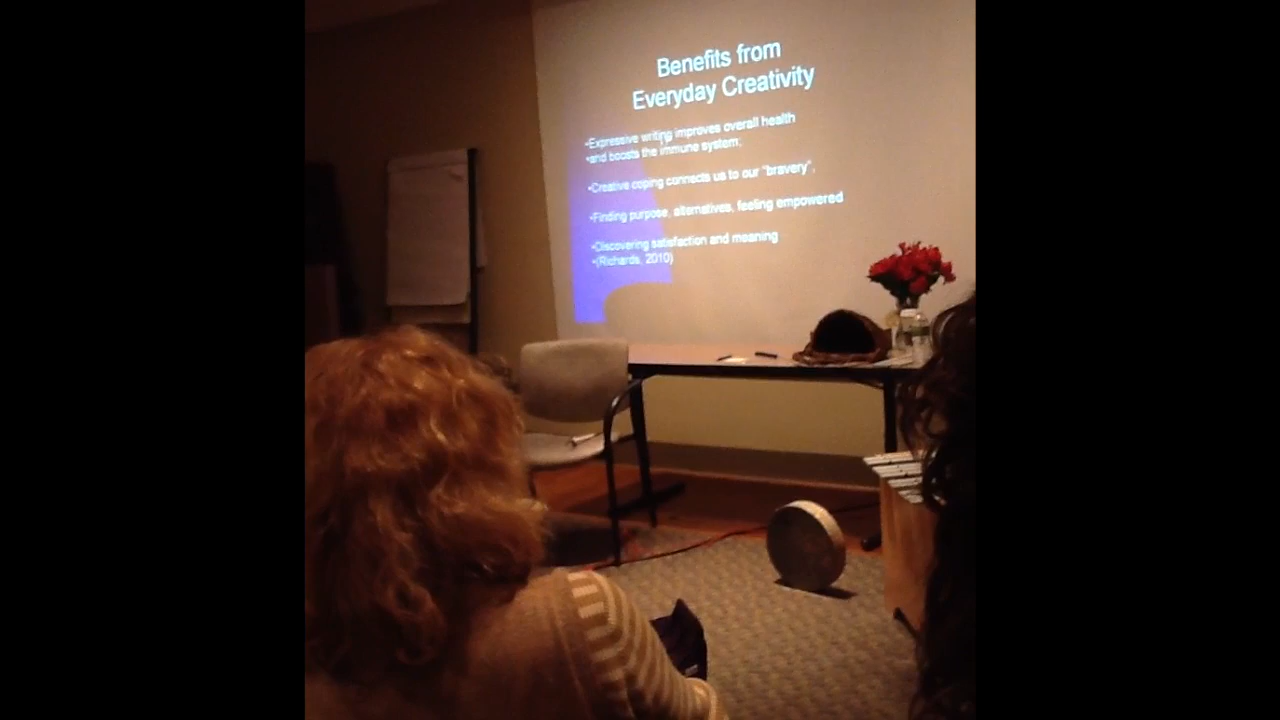 Benefits from
Everyday Creativity
•Expressive writing improves overall health
•and boosts the immune system;
•Creative coping connects us to our "bravery",
•Finding purpose, alternatives, feeling empowered
•Discovering satisfaction and meaning
•(Richards, 2010)